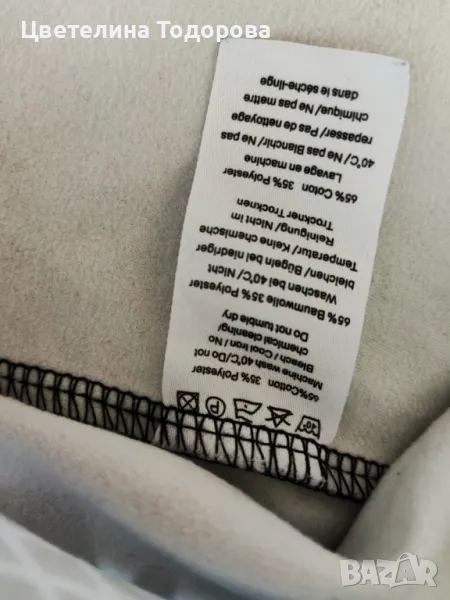 Цветелина Тодорова
40°
P
65%Cotton 35% Polyester
Machine wash 40°C/Do not
Bleach / Cool Iron / No
chemical cleaning/
Do not tumble dry
65% Baumwolle 35% Polyester
Waschen bei 40°C/ Nicht
bleichen/ Bügeln bei niedriger
Temperatur/ Keine chemische
Reinigung/ Nicht im
Trockner Trocknen
65% Coton 35% Polyester
Lavage en machine
40°C/ Ne pas Blanchir/ Ne pas
repasser/ Pas de nettoyage
chimique/ Ne pas mettre
dans le sèche-linge
BAZAR